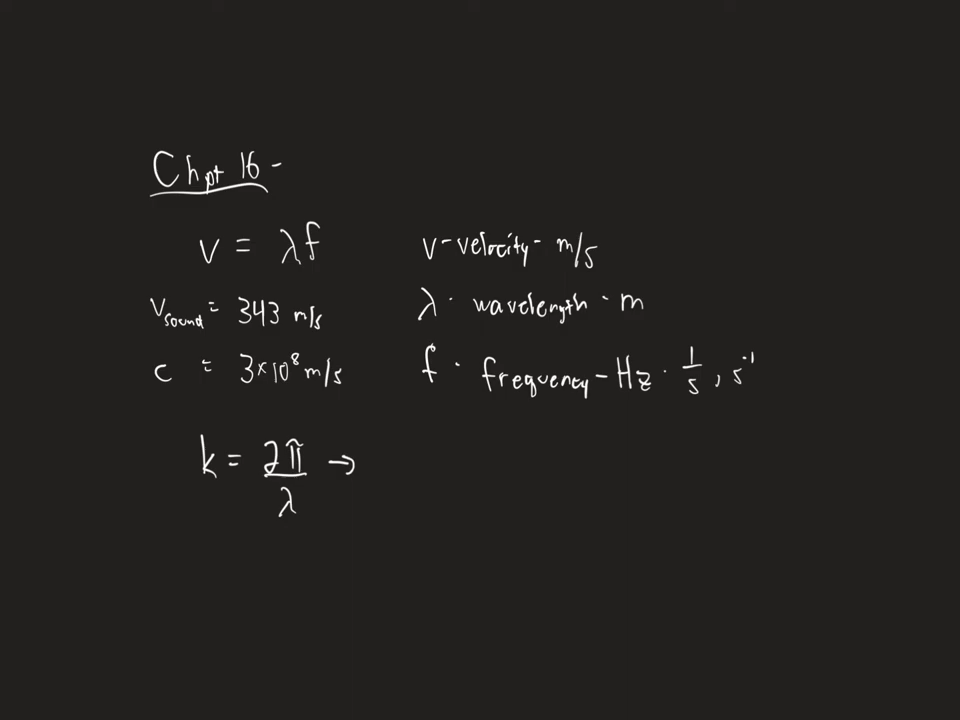 Chpt 16 -
v = λf
v - velocity - m/s
v_sound = 343 m/s
λ - wavelength - m
c = 3×10⁸ m/s
f - frequency - Hz - 1/s, s⁻¹
k = 2π/λ →